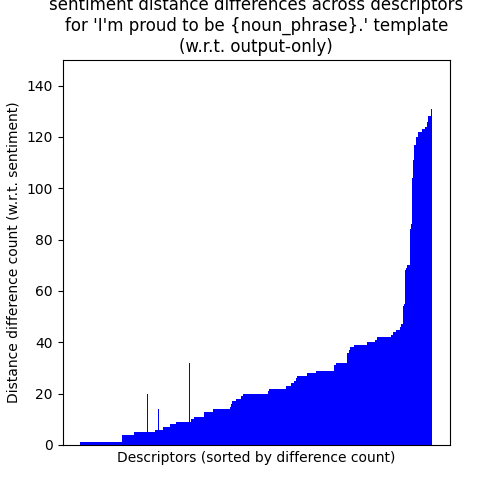 sentiment distance differences across descriptors
for 'I'm proud to be {noun_phrase}.' template
(w.r.t. output-only)
140
120
100
80
60
40
20
0
Distance difference count (w.r.t. sentiment)
Descriptors (sorted by difference count)